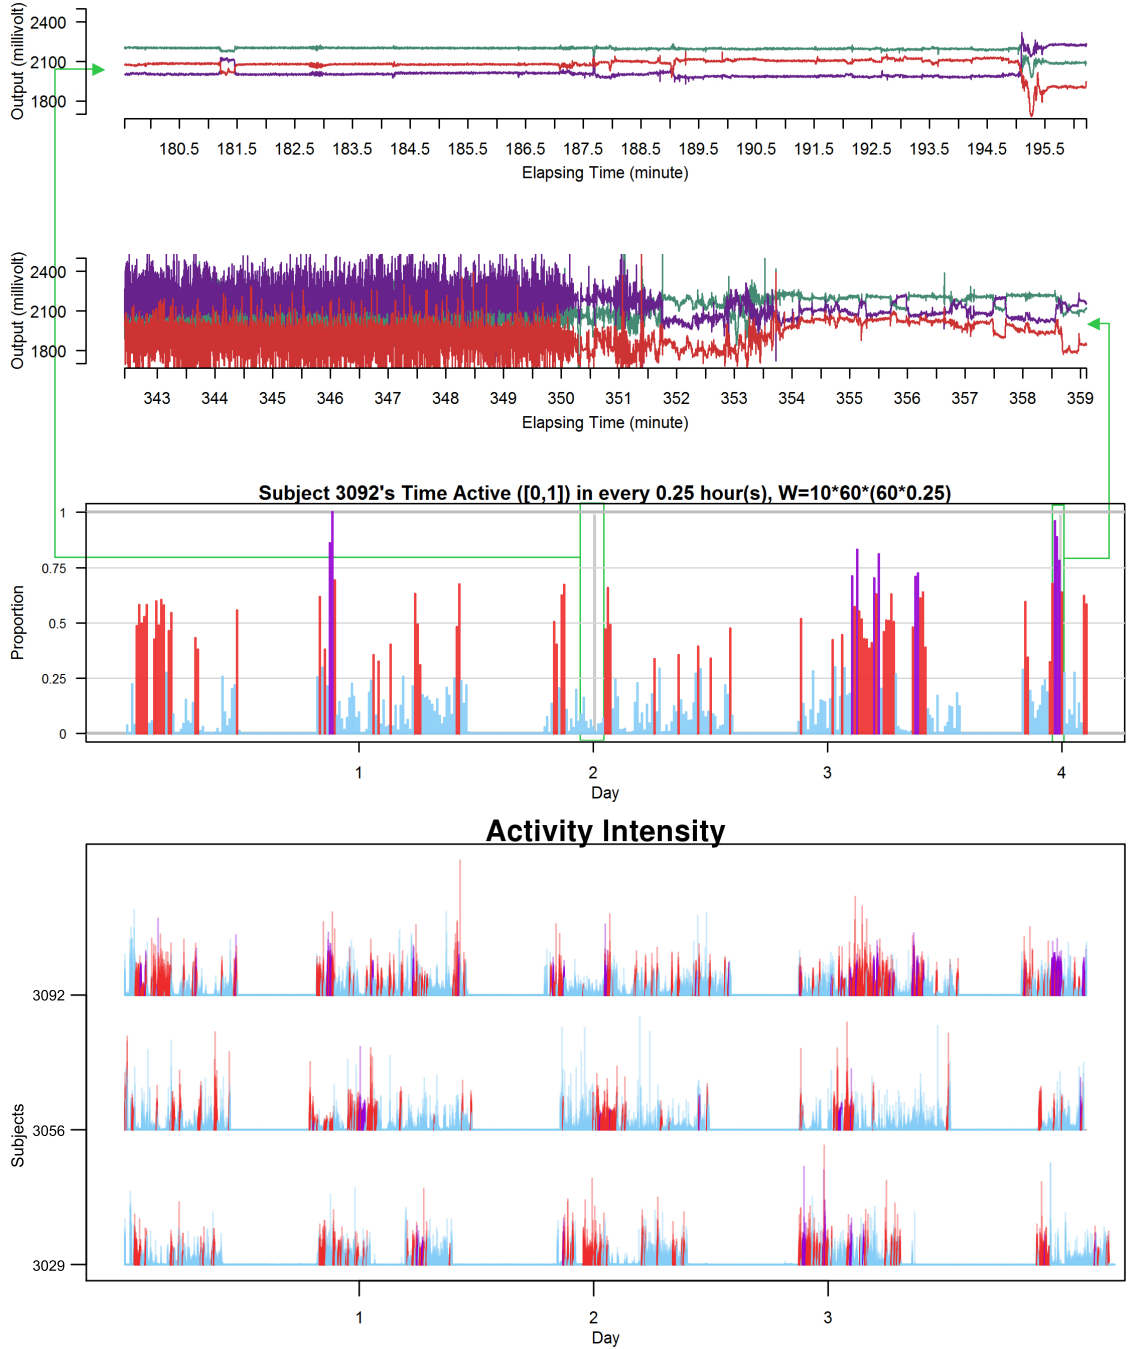 2400
2100
1800
Output (millivolt)
180.5 181.5 182.5 183.5 184.5 185.5 186.5 187.5 188.5 189.5 190.5 191.5 192.5 193.5 194.5 195.5
Elapsing Time (minute)
2400
2100
1800
Output (millivolt)
343 344 345 346 347 348 349 350 351 352 353 354 355 356 357 358 359
Elapsing Time (minute)
Subject 3092's Time Active ([0,1]) in every 0.25 hour(s), W=10*60*(60*0.25)
1
0.75
0.5
0.25
0
Proportion
1 2 3 4
Day
Activity Intensity
3092
3056
3029
Subjects
1 2 3
Day